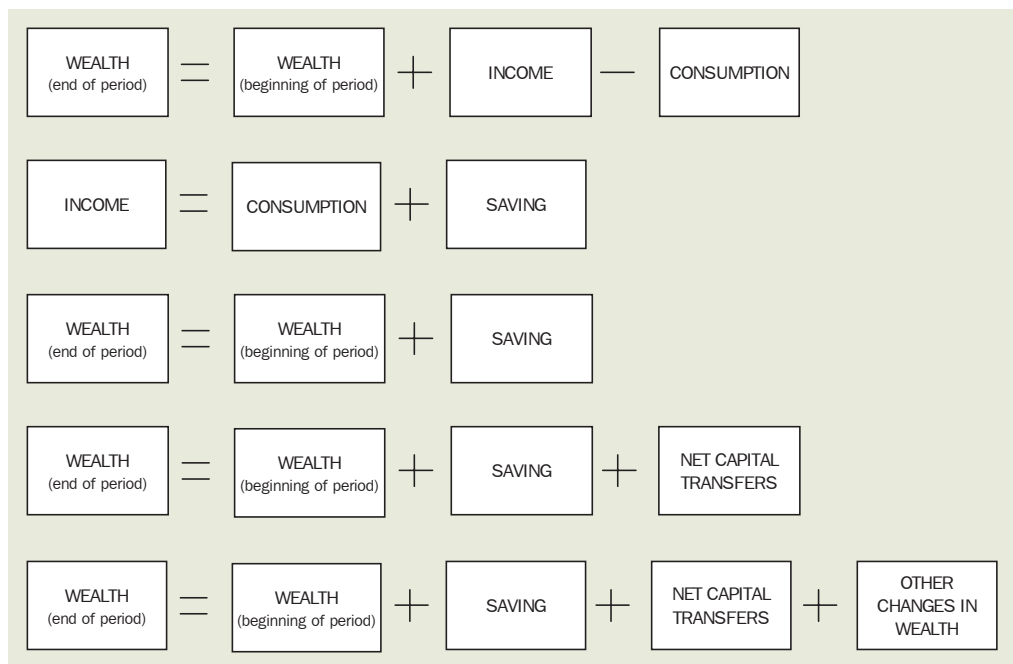 WEALTH
(end of period)
=
WEALTH
(beginning of period)
+
INCOME
—
CONSUMPTION
INCOME
=
CONSUMPTION
+
SAVING
WEALTH
(end of period)
=
WEALTH
(beginning of period)
+
SAVING
WEALTH
(end of period)
=
WEALTH
(beginning of period)
+
SAVING
+
NET CAPITAL
TRANSFERS
WEALTH
(end of period)
=
WEALTH
(beginning of period)
+
SAVING
+
NET CAPITAL
TRANSFERS
+
OTHER
CHANGES IN
WEALTH